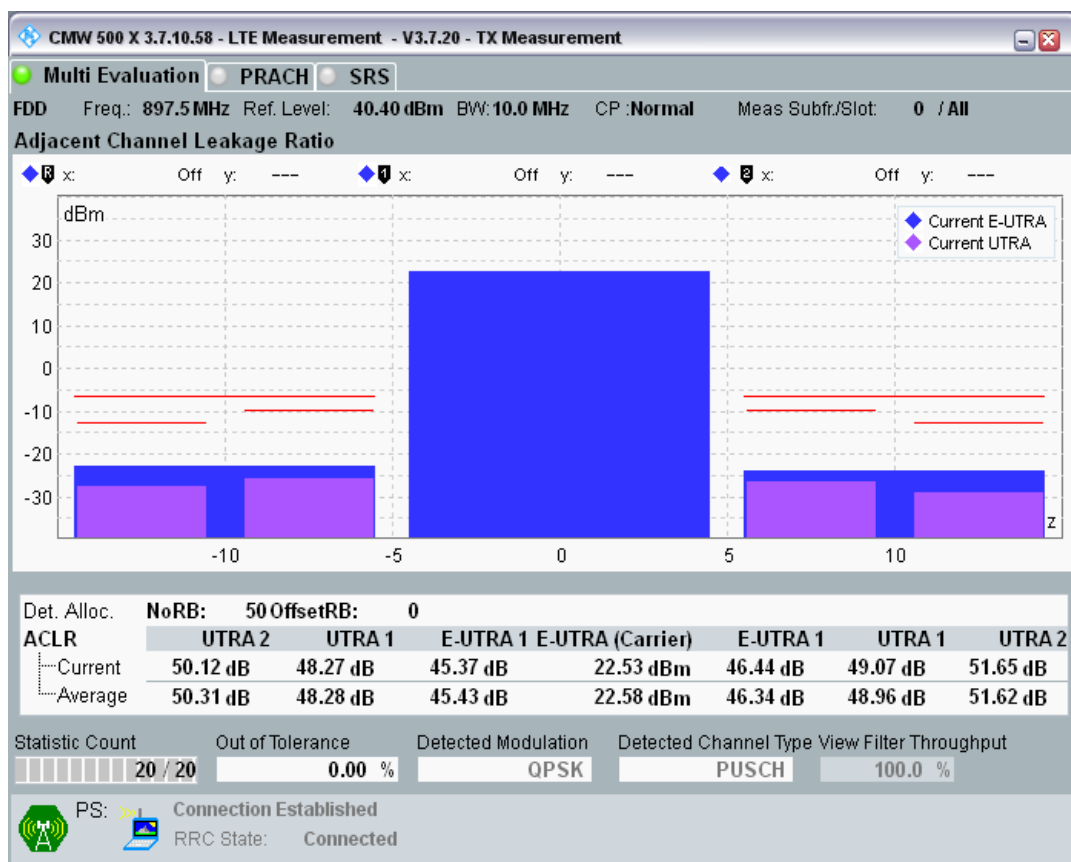 CMW 500 X 3.7.10.58 - LTE Measurement - V3.7.20 - TX Measurement
Multi Evaluation PRACH SRS
FDD Freq.: 897.5 MHz Ref. Level: 40.40 dBm BW: 10.0 MHz CP :Normal Meas Subfr./Slot: 0 / All
Adjacent Channel Leakage Ratio
R x: Off y: --- 1 x: Off y: --- 2 x: Off y: ---
dBm
Current E-UTRA
Current UTRA
30
20
10
0
-10
-20
-30
z
-10 -5 0 5 10
Det. Alloc. NoRB: 50 OffsetRB: 0
ACLR UTRA 2 UTRA 1 E-UTRA 1 E-UTRA (Carrier) E-UTRA 1 UTRA 1 UTRA 2
Current 50.12 dB 48.27 dB 45.37 dB 22.53 dBm 46.44 dB 49.07 dB 51.65 dB
Average 50.31 dB 48.28 dB 45.43 dB 22.58 dBm 46.34 dB 48.96 dB 51.62 dB
Statistic Count Out of Tolerance Detected Modulation Detected Channel Type View Filter Throughput
20 / 20 0.00 % QPSK PUSCH 100.0 %
PS: Connection Established
RRC State: Connected